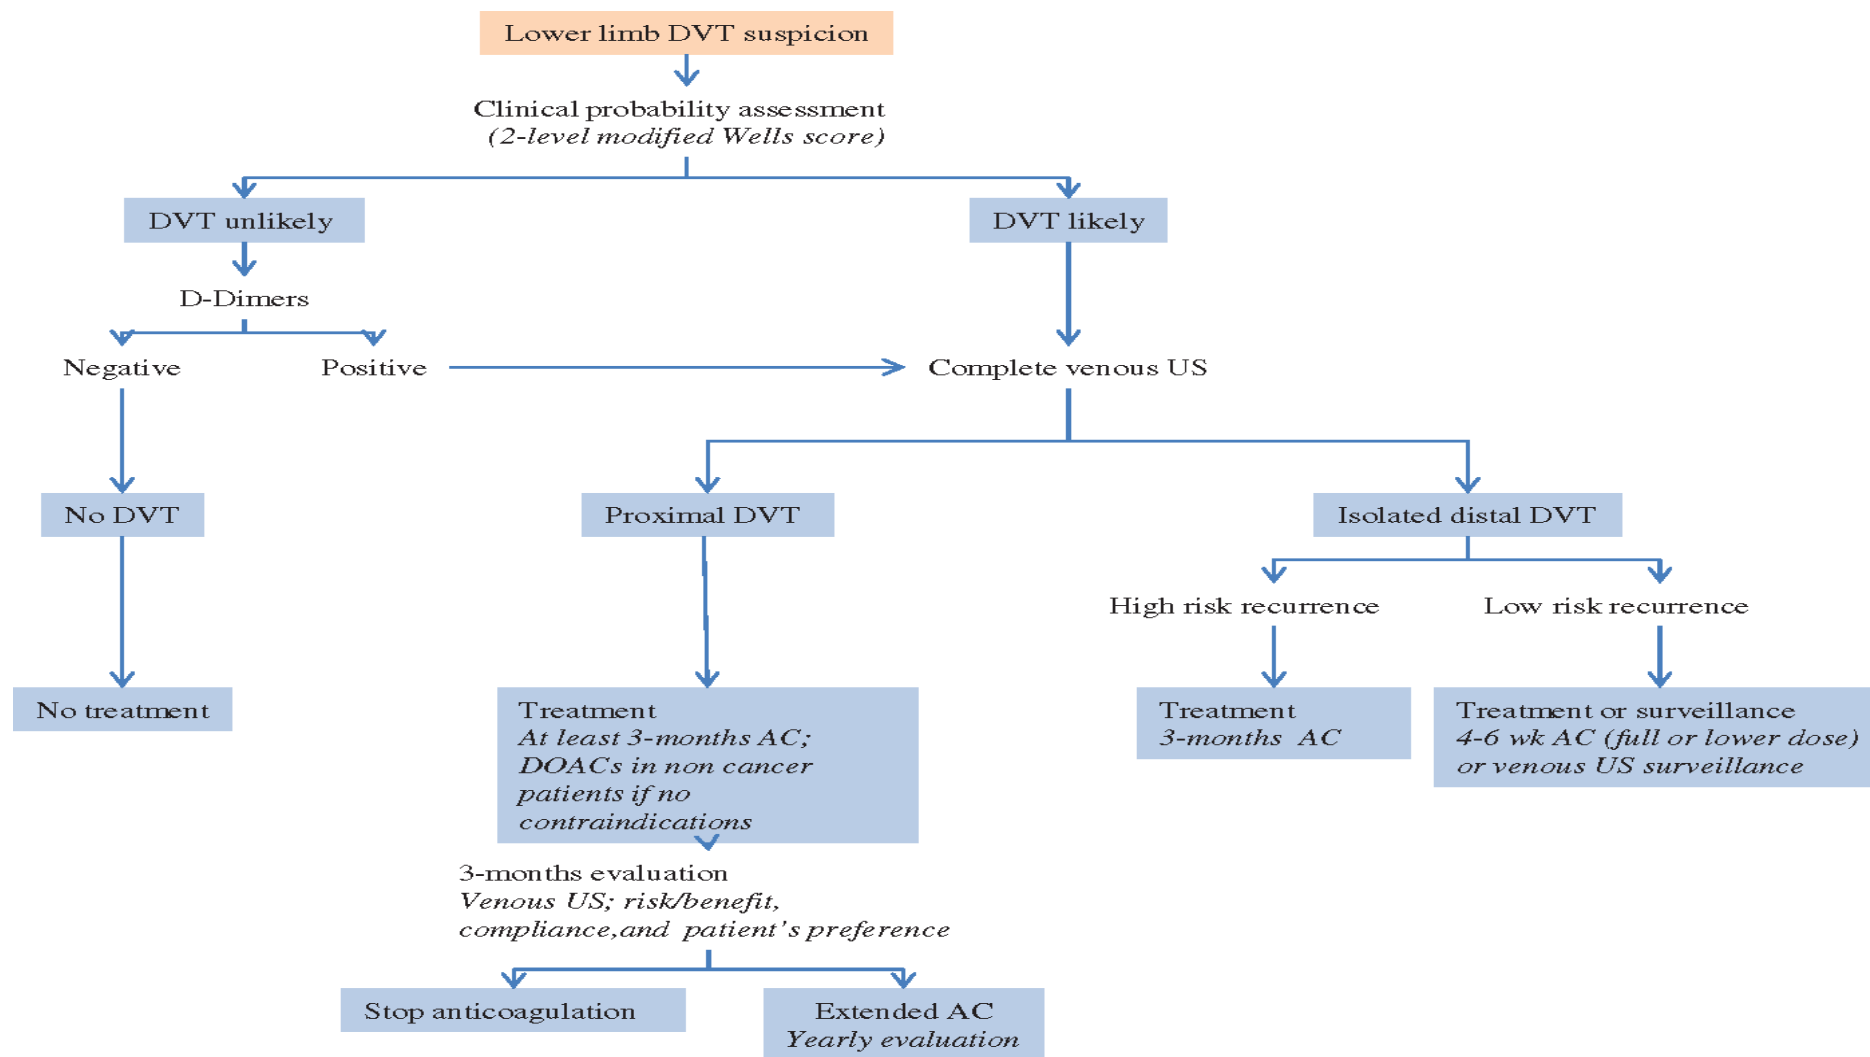 Lower limb DVT suspicion
Clinical probability assessment
(2-level modified Wells score)
DVT unlikely
DVT likely
D-Dimers
Negative
Positive
Complete venous US
No DVT
Proximal DVT
Isolated distal DVT
High risk recurrence
Low risk recurrence
No treatment
Treatment
At least 3-months AC;
DOACs in non cancer
patients if no
contraindications
Treatment
3-months AC
Treatment or surveillance
4-6 wk AC (full or lower dose)
or venous US surveillance
3-months evaluation
Venous US; risk/benefit,
compliance,and patient's preference
Stop anticoagulation
Extended AC
Yearly evaluation